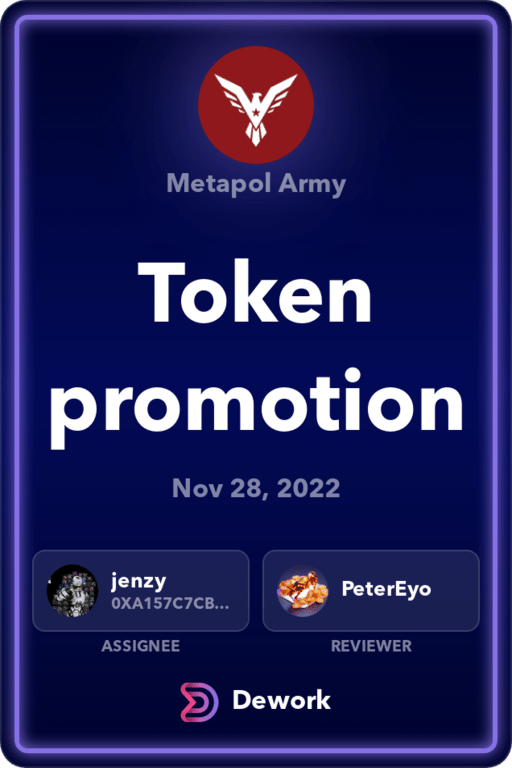 Metapol Army
Token
promotion
Nov 28, 2022
jenzy
0XA157C7CB...
ASSIGNEE
PeterEyo
REVIEWER
Dework